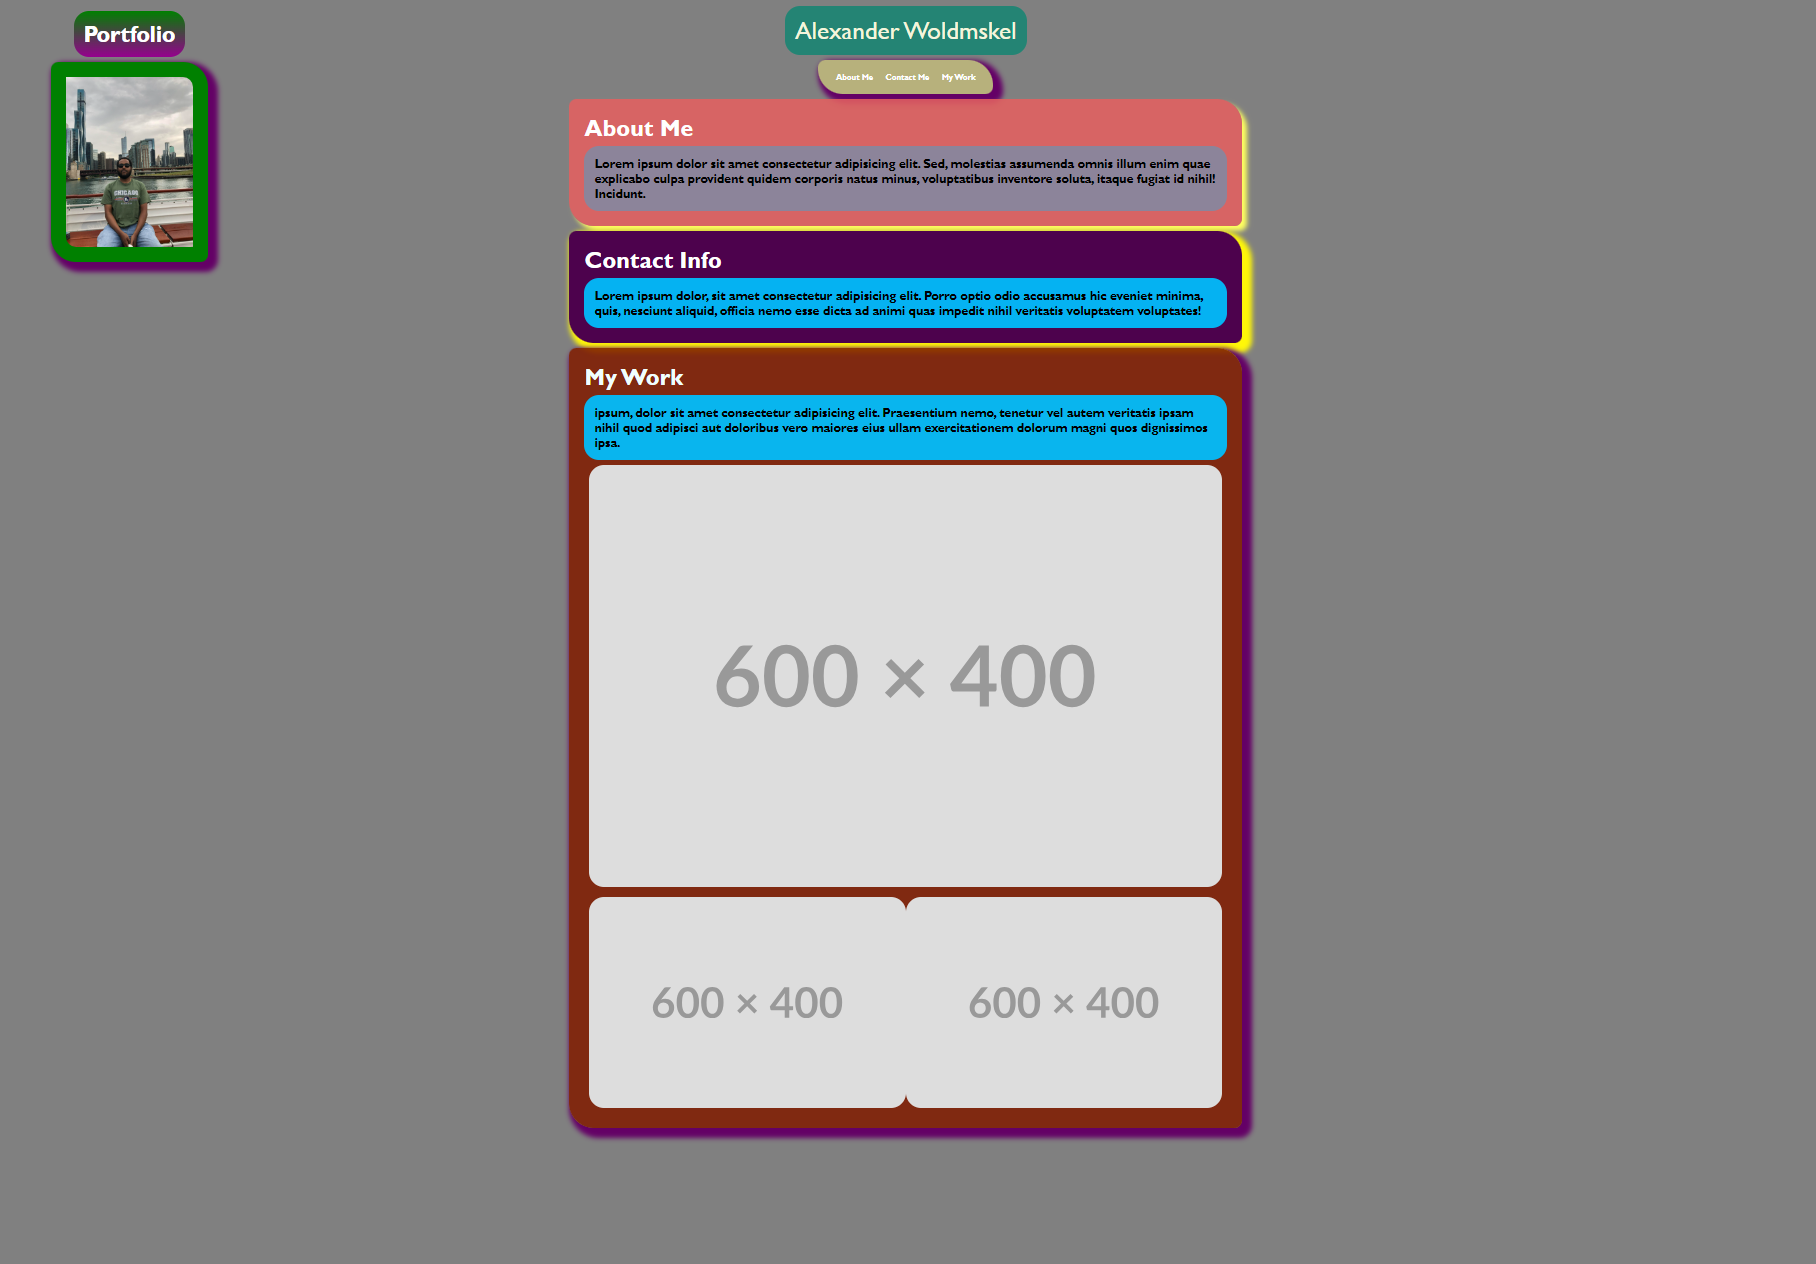 Portfolio
Alexander Woldmskel
About Me Contact Me My Work
CHICAGO
About Me
Lorem ipsum dolor sit amet consectetur adipisicing elit. Sed, molestias assumenda omnis illum enim quae
explicabo culpa provident quidem corporis natus minus, voluptatibus inventore soluta, itaque fugiat id nihil!
Incidunt.
Contact Info
Lorem ipsum dolor, sit amet consectetur adipisicing elit. Porro optio odio accusamus hic eveniet minima,
quis, nesciunt aliquid, officia nemo esse dicta ad animi quas impedit nihil veritatis voluptatem voluptates!
My Work
ipsum, dolor sit amet consectetur adipisicing elit. Praesentium nemo, tenetur vel autem veritatis ipsam
nihil quod adipisci aut doloribus vero maiores eius ullam exercitationem dolorum magni quos dignissimos
ipsa.
600 × 400
600 × 400
600 × 400